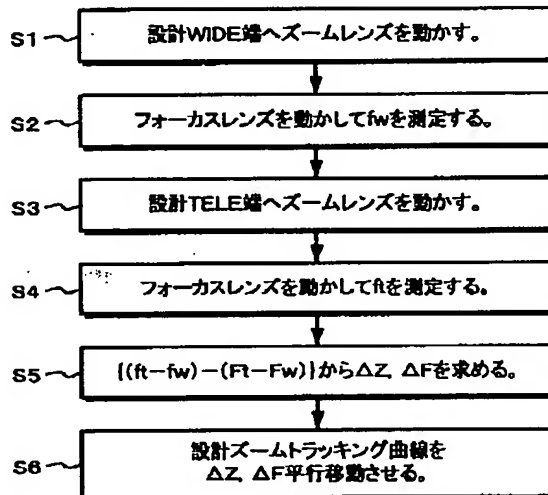 S1 設計WIDE端へズームレンズを動かす。
S2 フォーカスレンズを動かしてfwを測定する。
S3 設計TELE端へズームレンズを動かす。
S4 フォーカスレンズを動かしてftを測定する。
S5 {(ft-fw)-(Ft-Fw)}からΔZ, ΔFを求める。
S6 設計ズームトラッキング曲線を
ΔZ, ΔF平行移動させる。